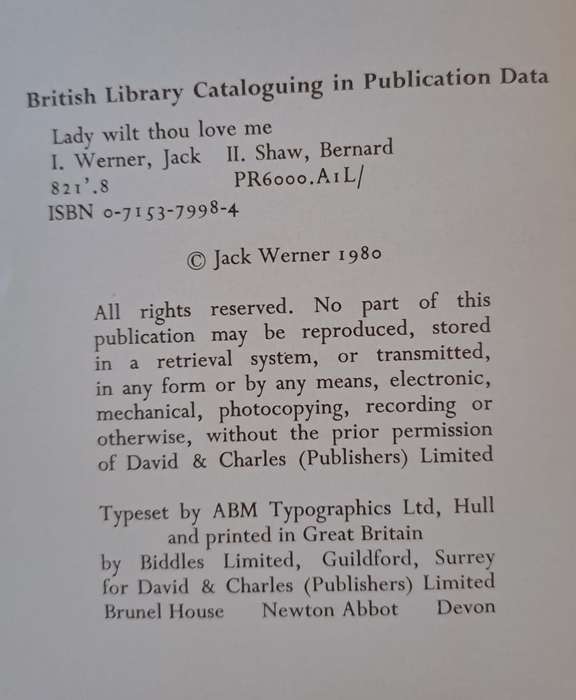 British Library Cataloguing in Publication Data
Lady wilt thou love me
I. Werner, Jack II. Shaw, Bernard
821'.8 PR6000.A1L/
ISBN 0-7153-7998-4
© Jack Werner 1980
All rights reserved. No part of this
publication may be reproduced, stored
in a retrieval system, or transmitted,
in any form or by any means, electronic,
mechanical, photocopying, recording or
otherwise, without the prior permission
of David & Charles (Publishers) Limited
Typeset by ABM Typographics Ltd, Hull
and printed in Great Britain
by Biddles Limited, Guildford, Surrey
for David & Charles (Publishers) Limited
Brunel House Newton Abbot Devon